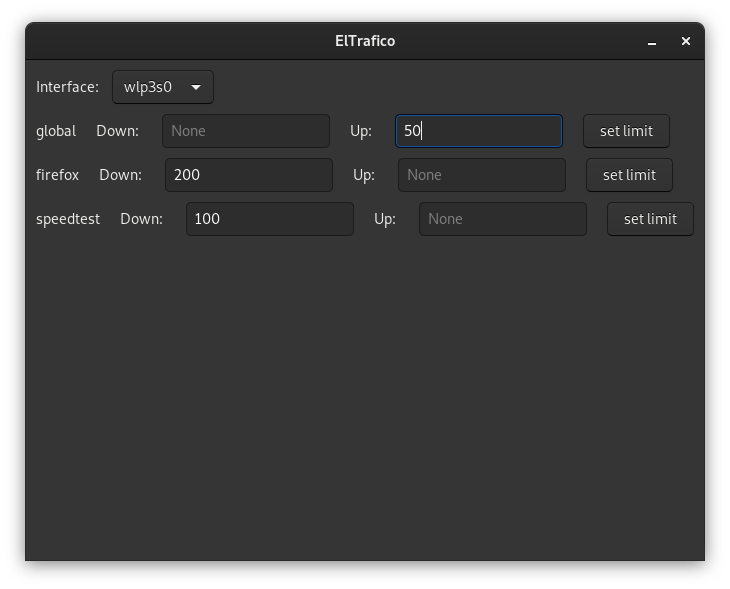 ElTrafico
Interface: wlp3s0
global Down: None Up: 50 set limit
firefox Down: 200 Up: None set limit
speedtest Down: 100 Up: None set limit